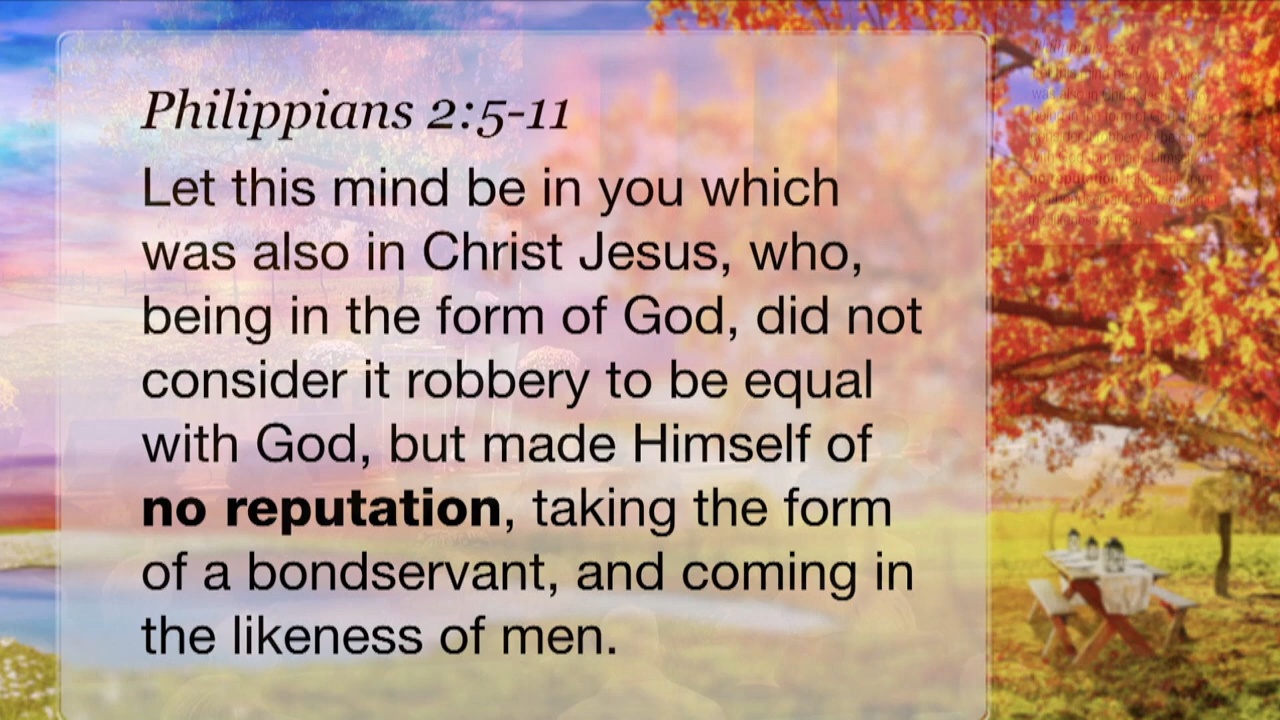 Philippians 2:5-11
Let this mind be in you which
was also in Christ Jesus, who,
being in the form of God, did not
consider it robbery to be equal
with God, but made Himself of
no reputation, taking the form
of a bondservant, and coming in
the likeness of men.